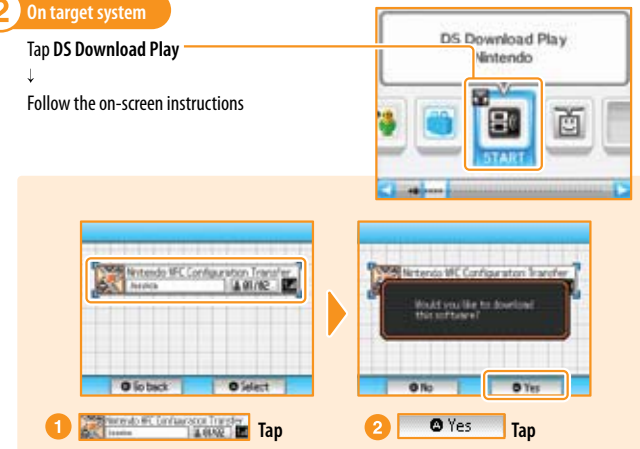 2 On target system
Tap DS Download Play
↓
Follow the on-screen instructions
DS Download Play
Nintendo
START
Nintendo WFC Configuration Transfer
Jessica 01/02
Go back
Select
Nintendo WFC Configuration Transfer
Would you like to download
this software?
No
Yes
1 Nintendo WFC Configuration Transfer
Jessica 01/02
Tap
2 Yes Tap